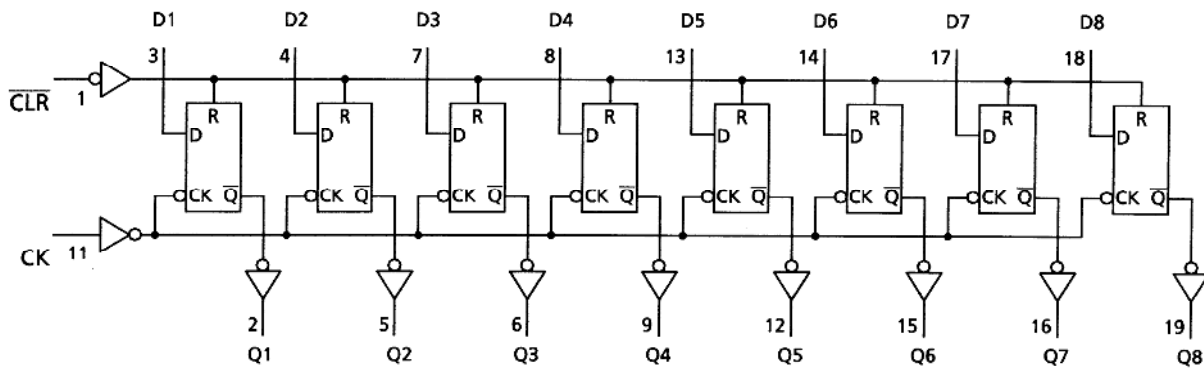 D1 D2 D3 D4 D5 D6 D7 D8
3 4 7 8 13 14 17 18
C̅L̅R̅ 1
R R R R R R R R
D D D D D D D D
CK Q̅ CK Q̅ CK Q̅ CK Q̅ CK Q̅ CK Q̅ CK Q̅ CK Q̅
CK 11
2 5 6 9 12 15 16 19
Q1 Q2 Q3 Q4 Q5 Q6 Q7 Q8